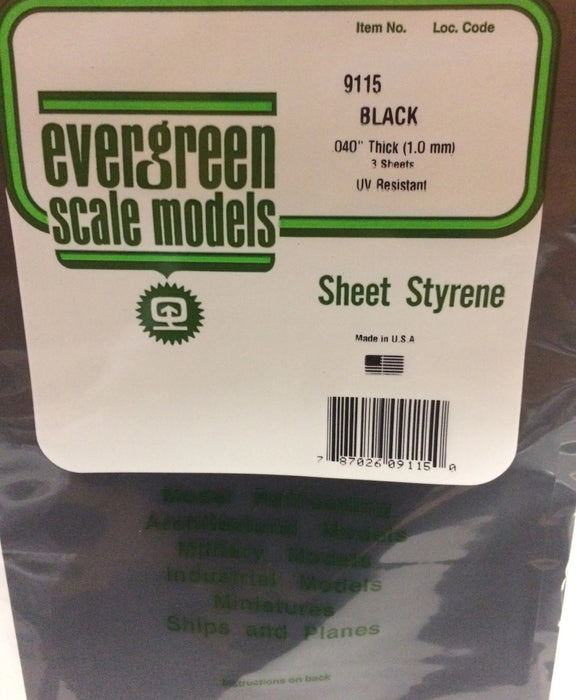 Item No. Loc. Code
9115
BLACK
.040" Thick (1.0 mm)
3 Sheets
UV Resistant
evergreen
scale models
Sheet Styrene
Made in U.S.A
7 87026 09115 0
Model Railroading
Architectural Models
Military Models
Industrial Models
Miniatures
Ships and Planes
Instructions on back